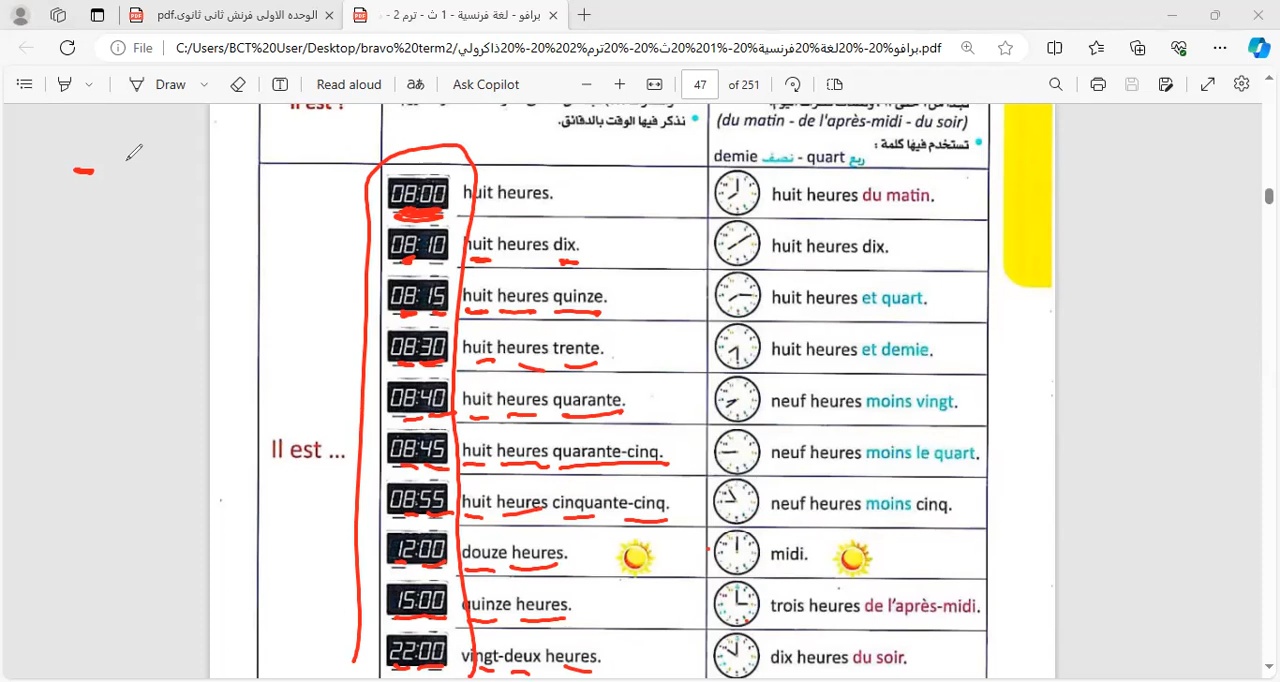 الوحده الاولى فرنش ثانى ثانوى.pdf
برافو - لغة فرنسية - 1 ث - ترم 2 -
File
C:/Users/BCT%20User/Desktop/bravo%20term2/برافو%20-%20لغة%20فرنسية%20-%201%20ث%20-%20ترم%202%20-%20ذاكرولي.pdf
Draw
Read aloud
aあ
Ask Copilot
47
of 251
Il est ?
نذكر فيها الوقت بالدقائق.
(du matin - de l'après-midi - du soir)
تستخدم فيها كلمة :
demie نصف - quart ربع
Il est ...
08:00 huit heures. huit heures du matin.
08:10 huit heures dix. huit heures dix.
08:15 huit heures quinze. huit heures et quart.
08:30 huit heures trente. huit heures et demie.
08:40 huit heures quarante. neuf heures moins vingt.
08:45 huit heures quarante-cinq. neuf heures moins le quart.
08:55 huit heures cinquante-cinq. neuf heures moins cinq.
12:00 douze heures. midi.
15:00 quinze heures. trois heures de l'après-midi.
22:00 vingt-deux heures. dix heures du soir.